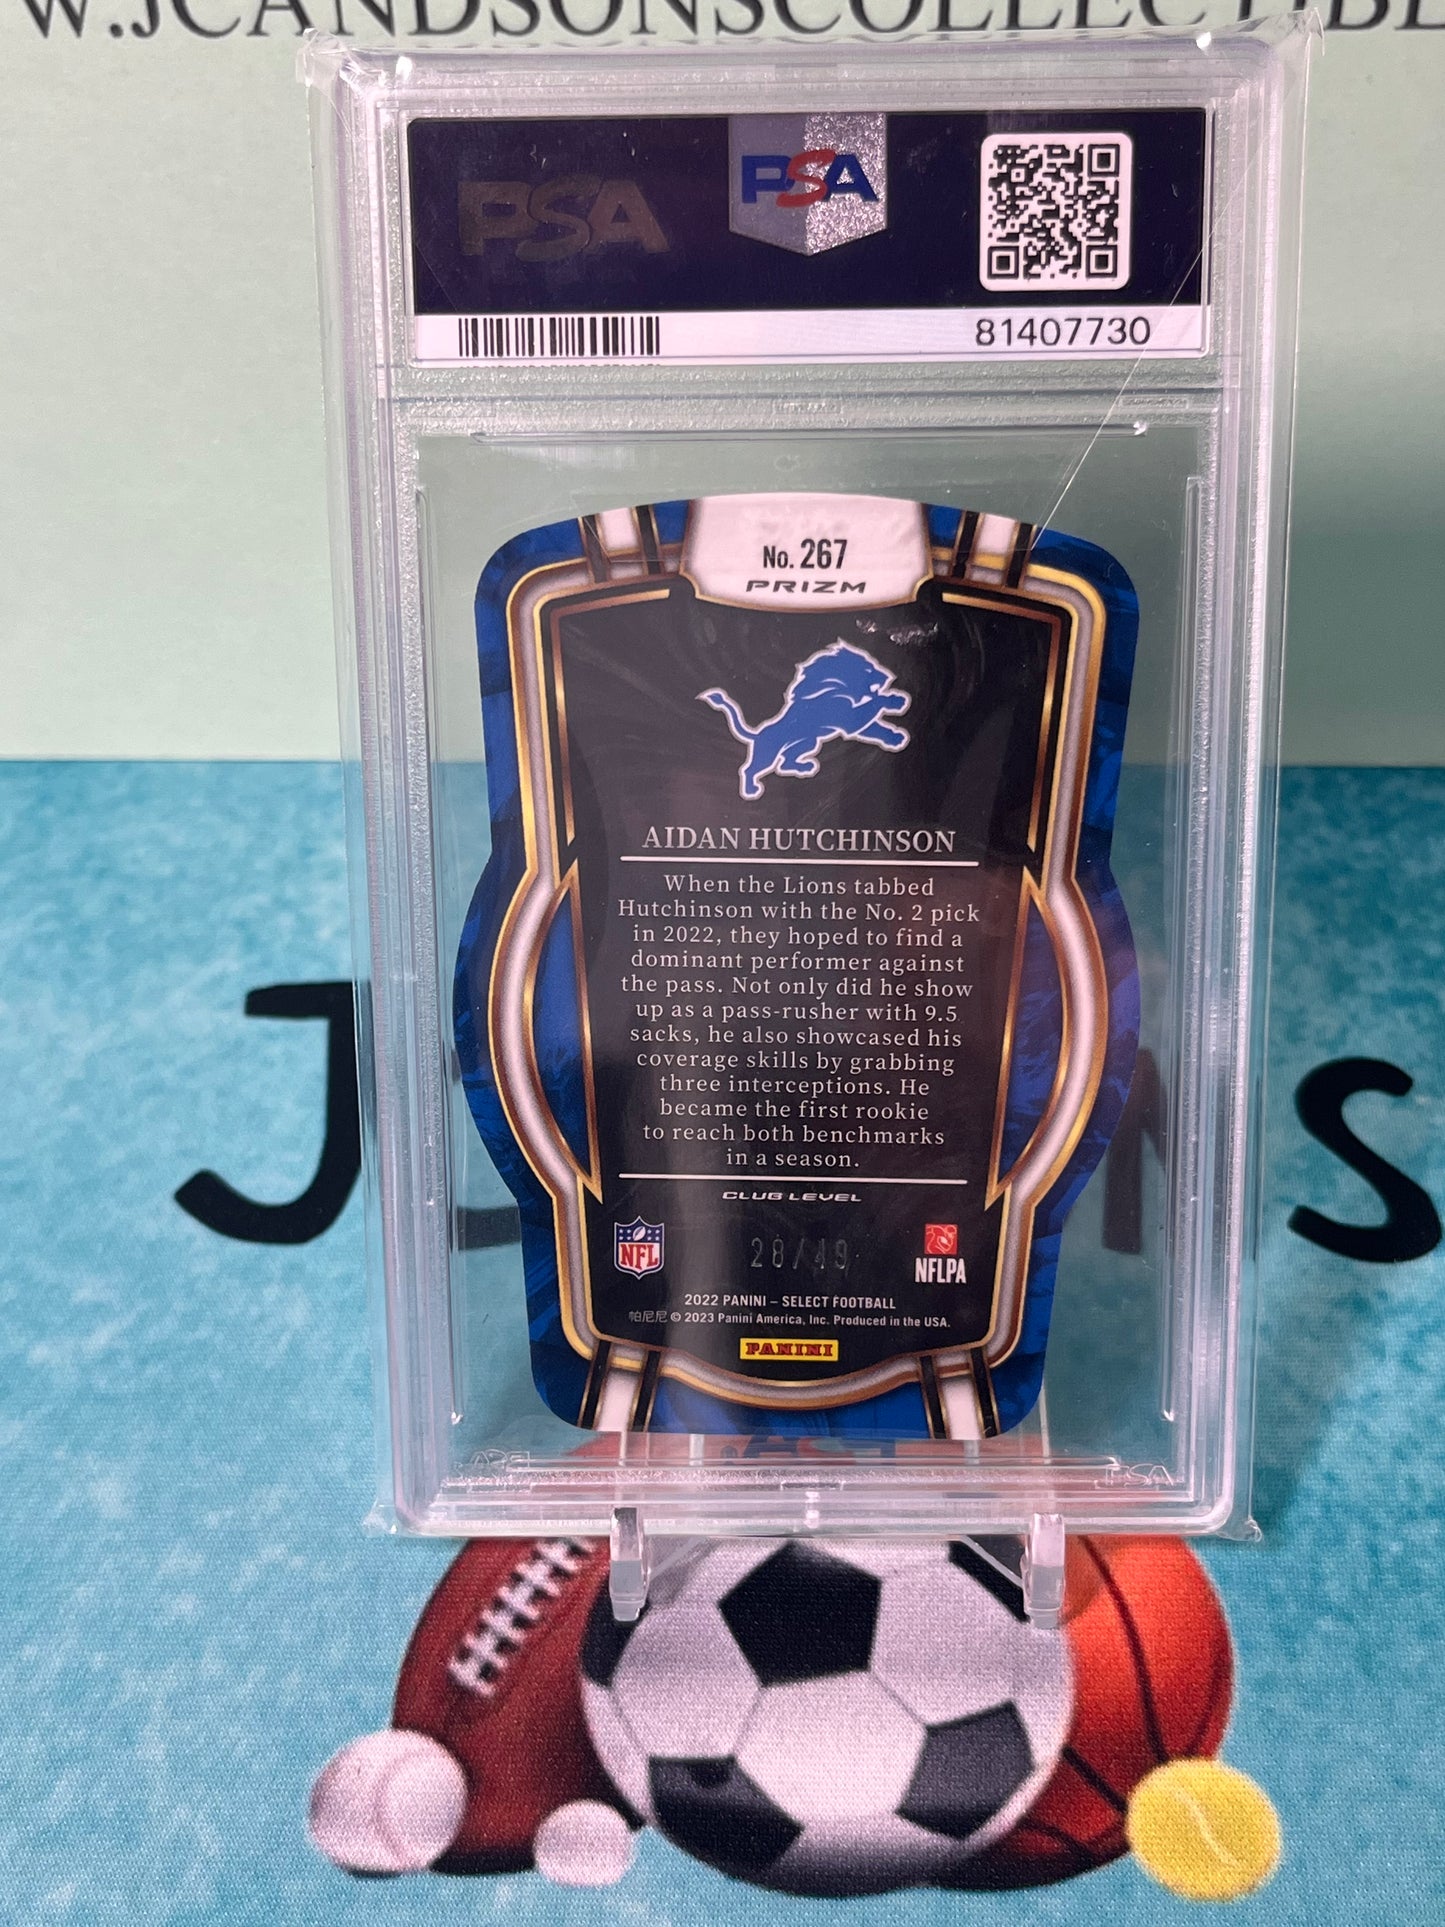 W.JCANDSONSCOLLECTIBLE
PSA
PSA
81407730
No. 267
PRIZM
AIDAN HUTCHINSON
When the Lions tabbed
Hutchinson with the No. 2 pick
in 2022, they hoped to find a
dominant performer against
the pass. Not only did he show
up as a pass-rusher with 9.5
sacks, he also showcased his
coverage skills by grabbing
three interceptions. He
became the first rookie
to reach both benchmarks
in a season.
CLUB LEVEL
NFL
28/49
NFLPA
2022 PANINI – SELECT FOOTBALL
帕尼尼 © 2023 Panini America, Inc. Produced in the USA.
PANINI
PSA
J
S